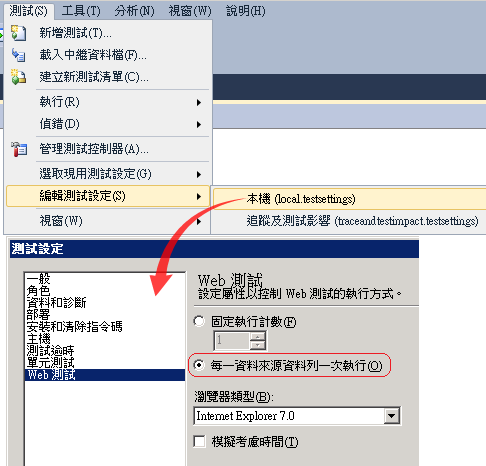 測試(S) 工具(T) 分析(N) 視窗(W) 說明(H)
新增測試(T)...
載入中繼資料檔(F)...
建立新測試清單(C)...
執行(R)
偵錯(D)
管理測試控制器(A)...
選取現用測試設定(G)
編輯測試設定(S)
本機 (local.testsettings)
視窗(W)
追蹤及測試影響 (traceandtestimpact.testsettings)
測試設定
一般
角色
資料和診斷
部署
安裝和清除指令碼
主機
測試逾時
單元測試
Web 測試
Web 測試
設定屬性以控制 Web 測試的執行方式。
固定執行計數(F)
1
每一資料來源資料列一次執行(O)
瀏覽器類型(B):
Internet Explorer 7.0
模擬考慮時間(T)